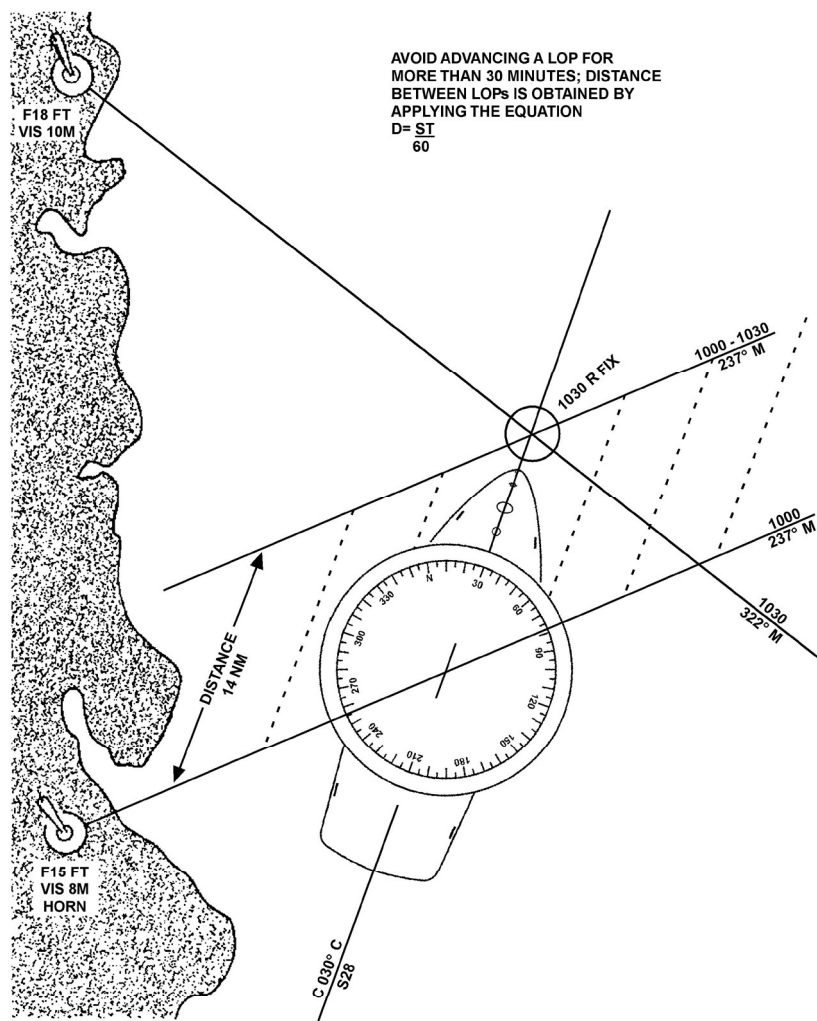 AVOID ADVANCING A LOP FOR
MORE THAN 30 MINUTES; DISTANCE
BETWEEN LOPs IS OBTAINED BY
APPLYING THE EQUATION
D= ST
60
F18 FT
VIS 10M
1000 - 1030
237° M
1030 R FIX
1000
237° M
1030
322° M
DISTANCE
14 NM
N
30
60
90
120
150
180
210
240
270
300
330
F15 FT
VIS 8M
HORN
C 030° C
S28